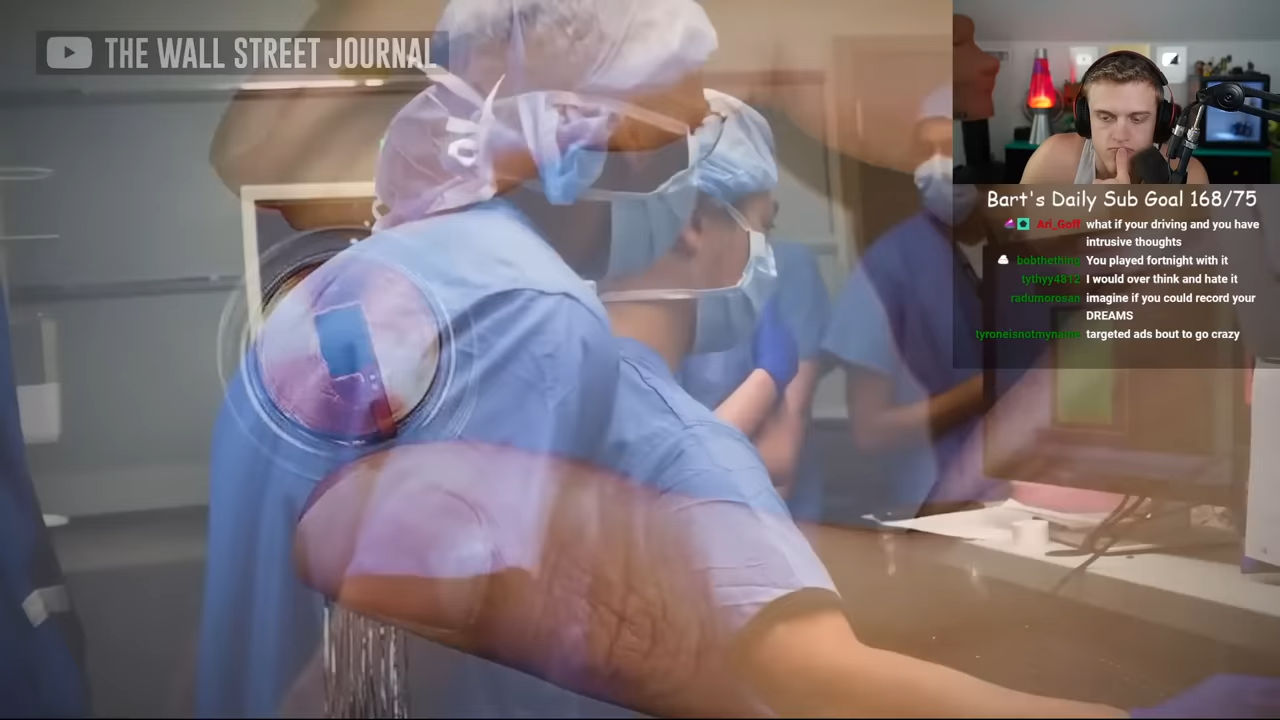 THE WALL STREET JOURNAL
Bart's Daily Sub Goal 168/75
Ari_Goff what if your driving and you have
intrusive thoughts
bobthething You played fortnight with it
tythyy4812 I would over think and hate it
radumorosan imagine if you could record your
DREAMS
tyroneisnotmyname targeted ads bout to go crazy